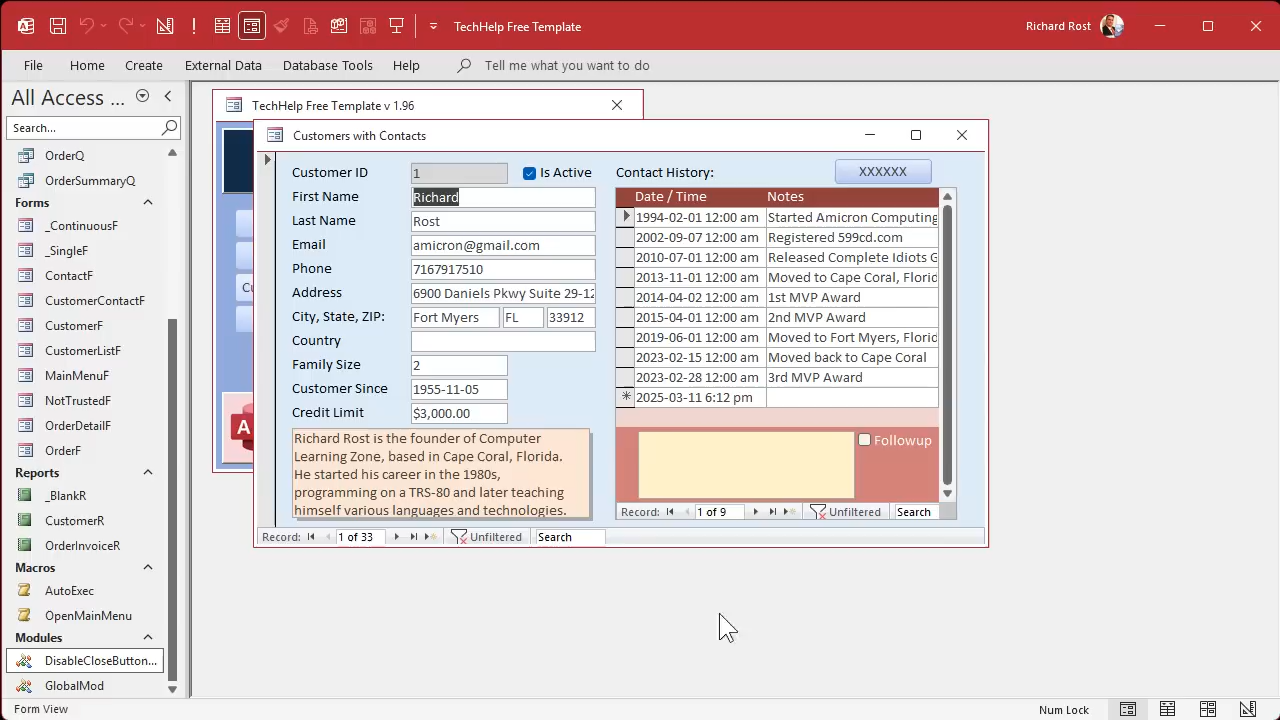 TechHelp Free Template
Richard Rost
File Home Create External Data Database Tools Help Tell me what you want to do
All Access ...
Search...
OrderQ
OrderSummaryQ
Forms
_ContinuousF
_SingleF
ContactF
CustomerContactF
CustomerF
CustomerListF
MainMenuF
NotTrustedF
OrderDetailF
OrderF
Reports
_BlankR
CustomerR
OrderInvoiceR
Macros
AutoExec
OpenMainMenu
Modules
DisableCloseButton...
GlobalMod
TechHelp Free Template v 1.96
Cu
A
Customers with Contacts
Customer ID 1 Is Active
First Name Richard
Last Name Rost
Email amicron@gmail.com
Phone 7167917510
Address 6900 Daniels Pkwy Suite 29-12
City, State, ZIP: Fort Myers FL 33912
Country
Family Size 2
Customer Since 1955-11-05
Credit Limit $3,000.00
Richard Rost is the founder of Computer
Learning Zone, based in Cape Coral, Florida.
He started his career in the 1980s,
programming on a TRS-80 and later teaching
himself various languages and technologies.
Contact History: XXXXXX
Date / Time Notes
1994-02-01 12:00 am Started Amicron Computing
2002-09-07 12:00 am Registered 599cd.com
2010-07-01 12:00 am Released Complete Idiots G
2013-11-01 12:00 am Moved to Cape Coral, Florid
2014-04-02 12:00 am 1st MVP Award
2015-04-01 12:00 am 2nd MVP Award
2019-06-01 12:00 am Moved to Fort Myers, Florid
2023-02-15 12:00 am Moved back to Cape Coral
2023-02-28 12:00 am 3rd MVP Award
* 2025-03-11 6:12 pm
Followup
Record: 1 of 9 Unfiltered Search
Record: 1 of 33 Unfiltered Search
Form View
Num Lock